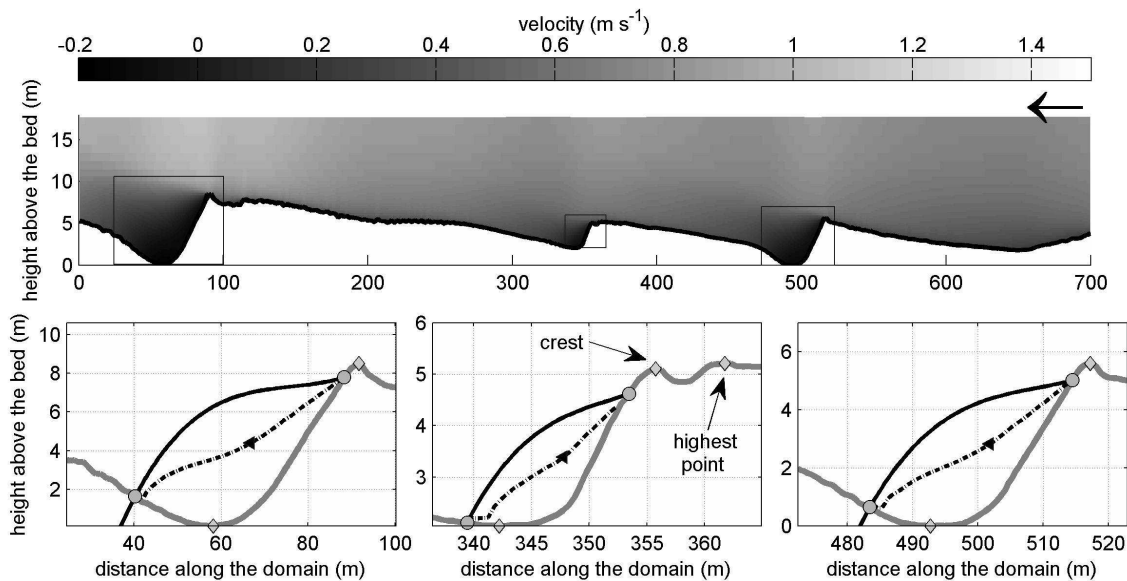 velocity (m s⁻¹)
-0.2 0 0.2 0.4 0.6 0.8 1 1.2 1.4
height above the bed (m)
15
10
5
0
0 100 200 300 400 500 600 700
height above the bed (m)
10
8
6
4
2
40 60 80 100
distance along the domain (m)
6
5
4
3
2
crest
highest
point
340 345 350 355 360
distance along the domain (m)
6
4
2
0
480 490 500 510 520
distance along the domain (m)